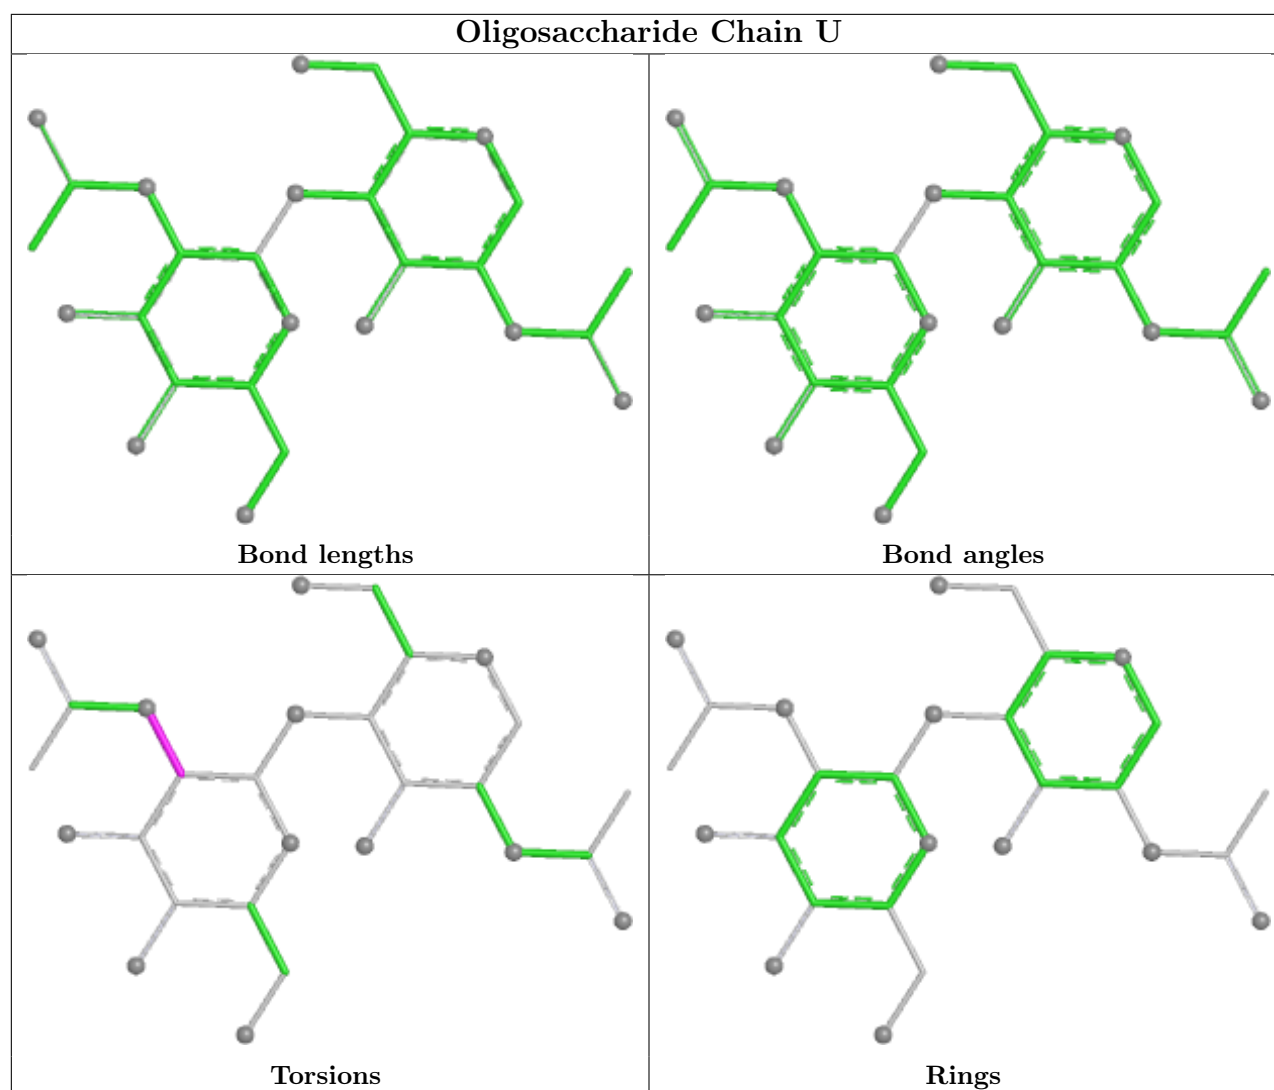 Oligosaccharide Chain U
Bond lengths
Bond angles
Torsions
Rings